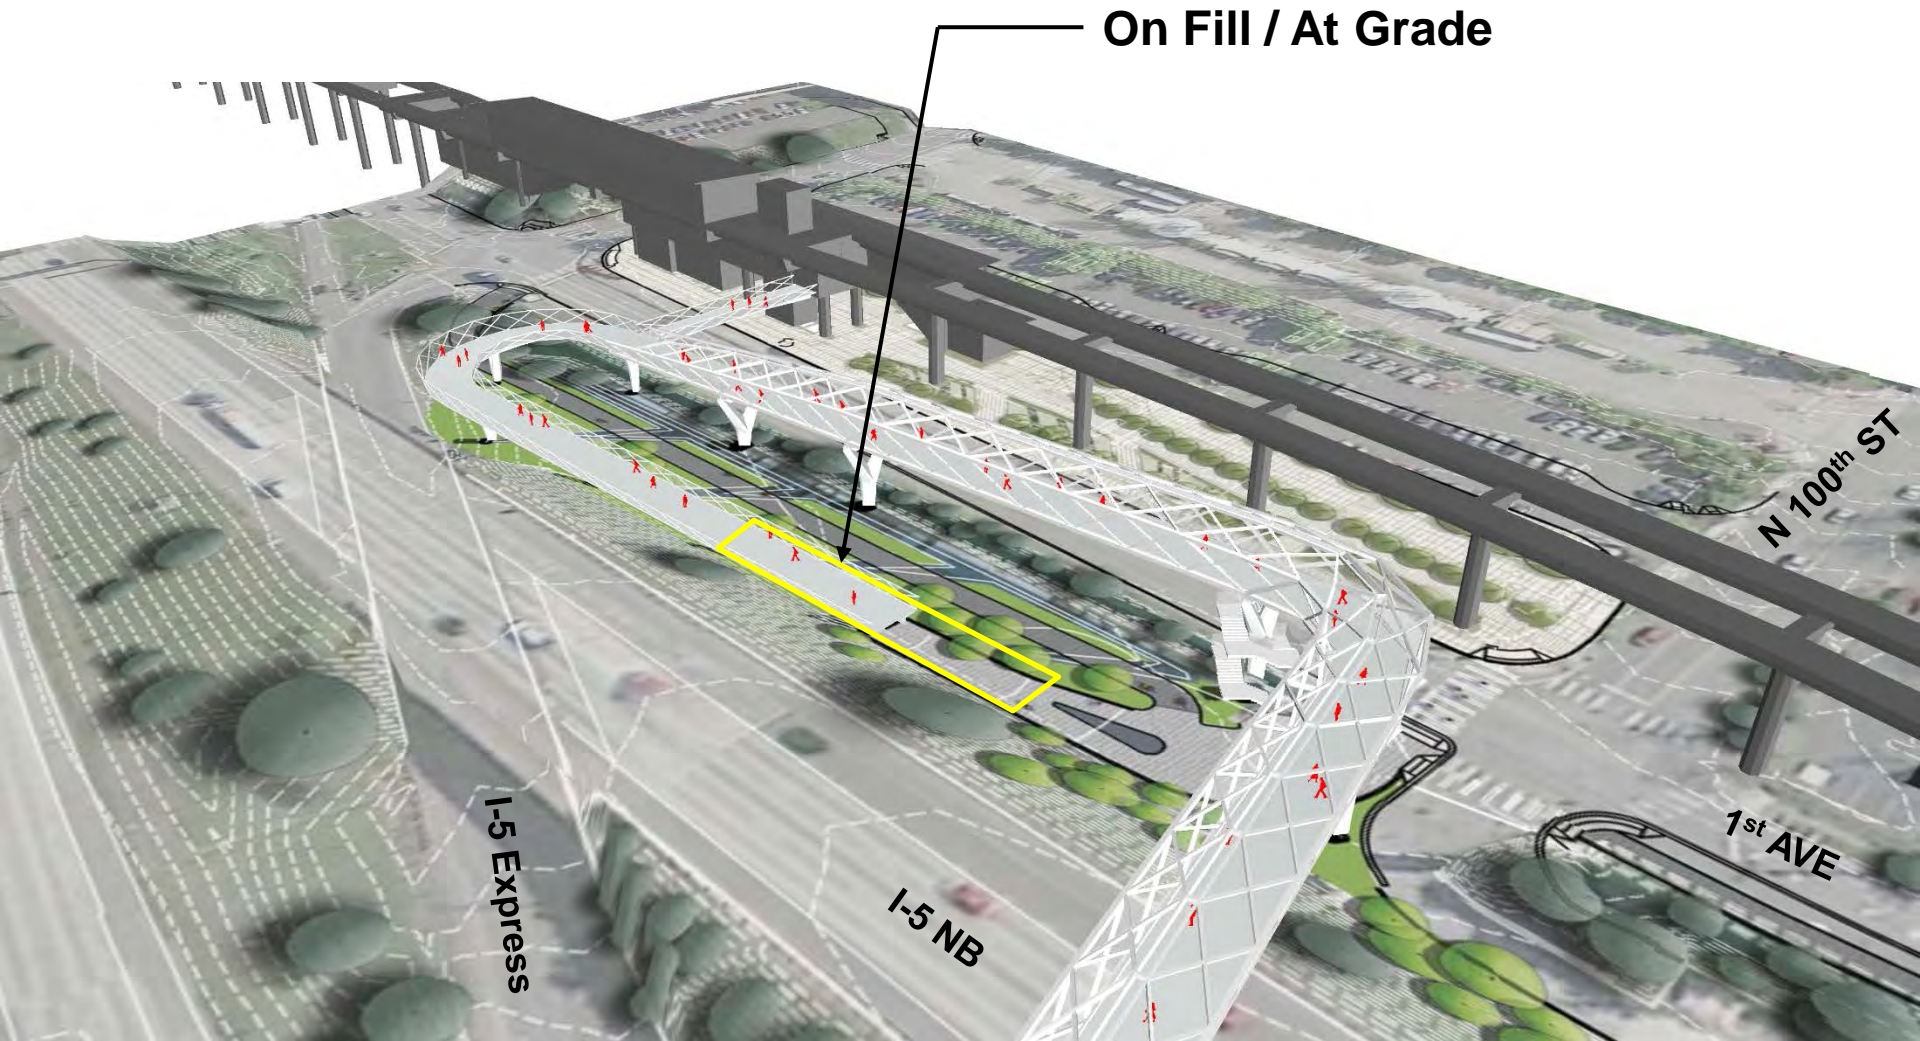 On Fill / At Grade
N 100th ST
1st AVE
I-5 Express
I-5 NB